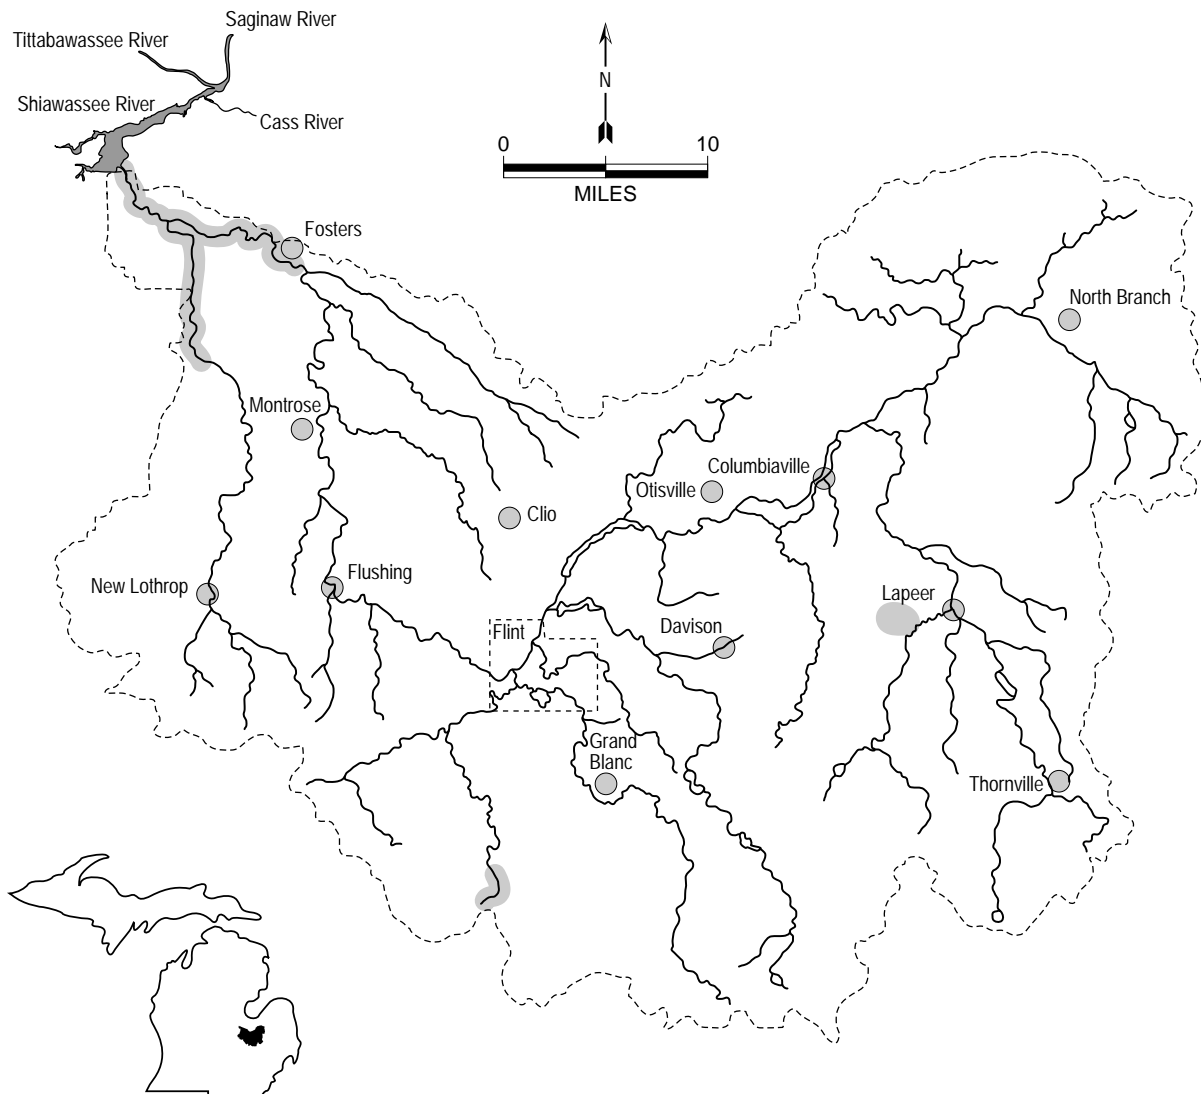 Saginaw River
Tittabawassee River
Shiawassee River
Cass River
N
0 10
MILES
Fosters
North Branch
Montrose
Columbiaville
Otisville
Clio
New Lothrop
Flushing
Lapeer
Flint
Davison
Grand
Blanc
Thornville